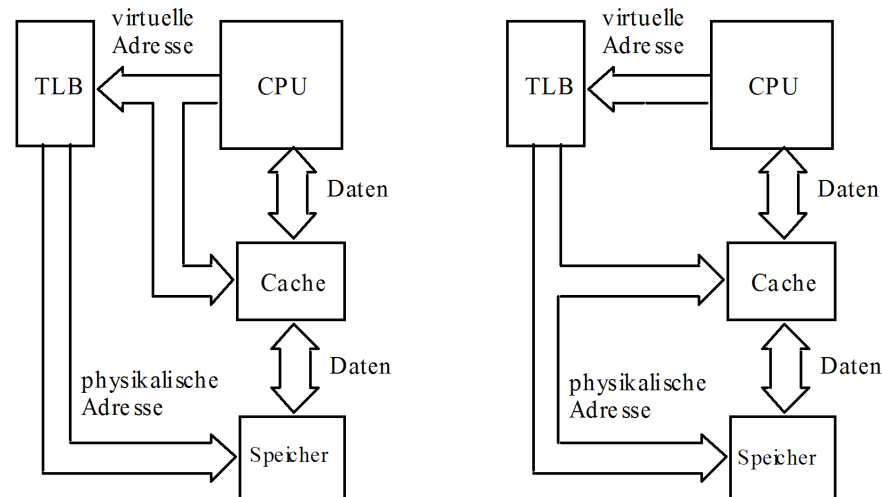 virtuelle
Adresse
TLB
CPU
Daten
Cache
Daten
physikalische
Adresse
Speicher
virtuelle
Adresse
TLB
CPU
Daten
Cache
Daten
physikalische
Adresse
Speicher